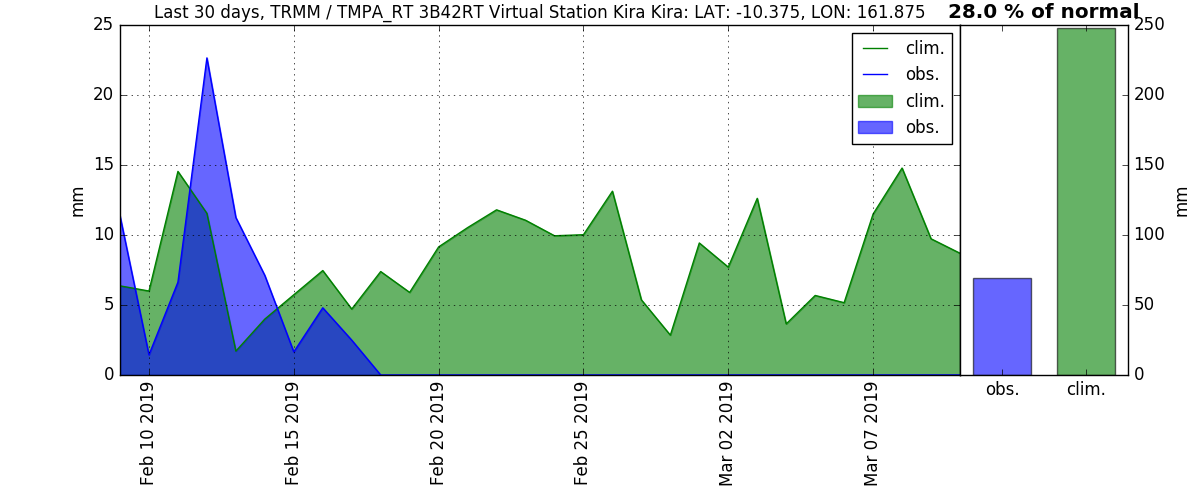 Last 30 days, TRMM / TMPA_RT 3B42RT Virtual Station Kira Kira: LAT: -10.375, LON: 161.875
28.0 % of normal
25
20
15
10
5
0
mm
clim.
obs.
clim.
obs.
250
200
150
100
50
0
mm
obs.
clim.
Feb 10 2019
Feb 15 2019
Feb 20 2019
Feb 25 2019
Mar 02 2019
Mar 07 2019